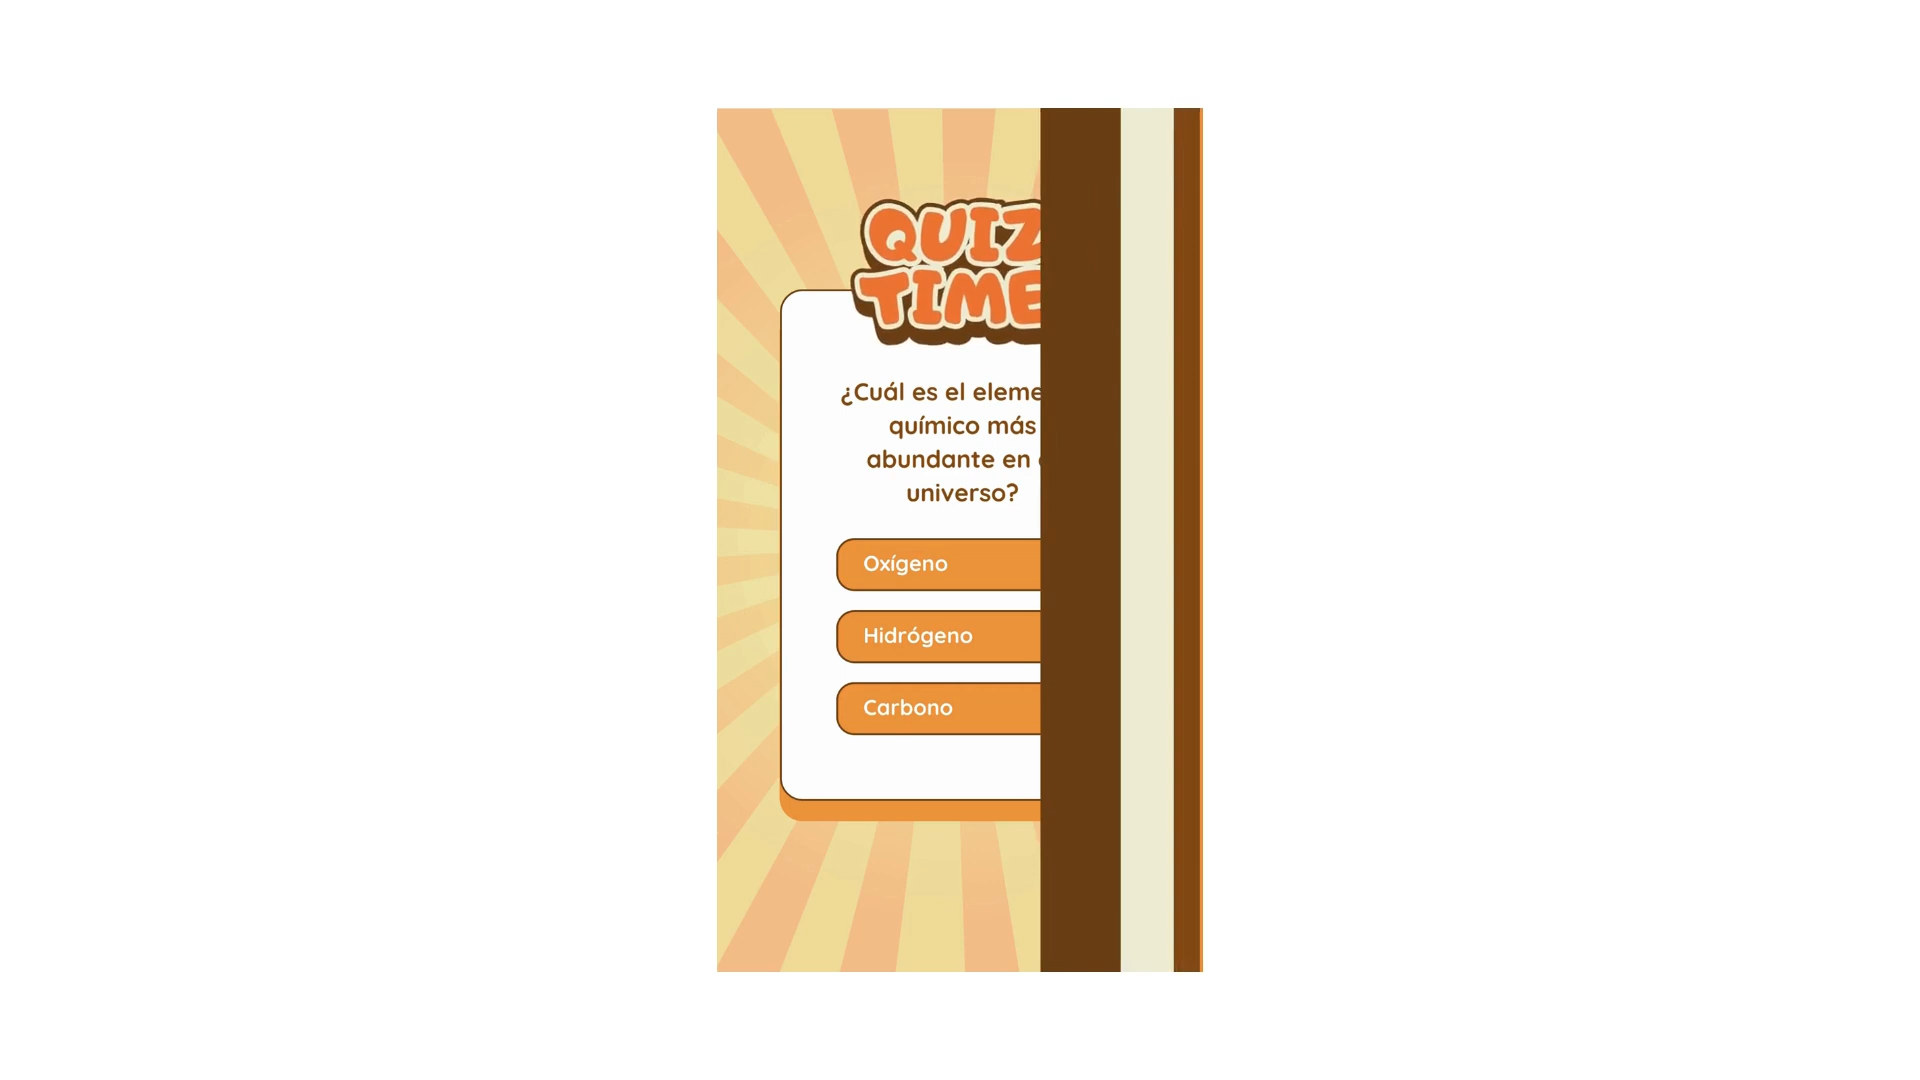 QUIZ
TIME
¿Cuál es el eleme
químico más
abundante en
universo?
Oxígeno
Hidrógeno
Carbono